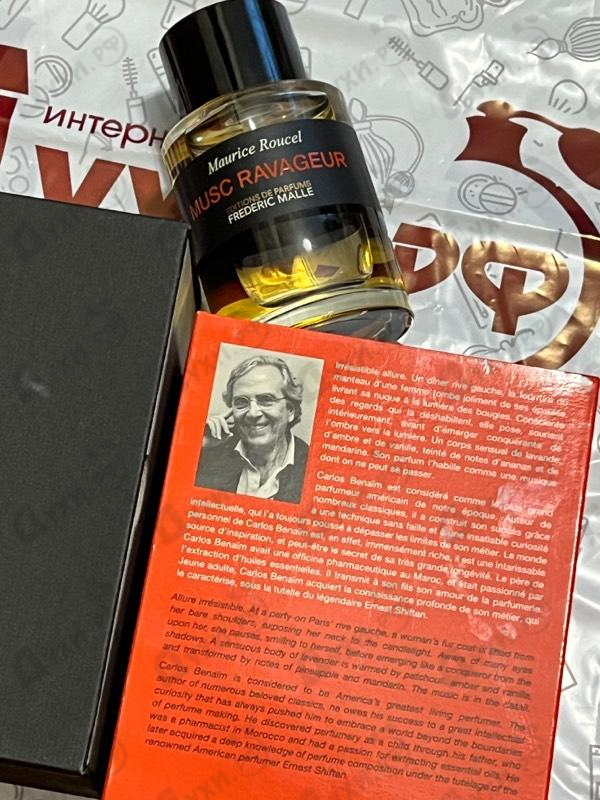 интерн
Maurice Roucel
MUSC RAVAGEUR
EDITIONS DE PARFUMS
FREDERIC MALLE
РФ
Irrésistible allure. Un dîner rive gauche, la fourrure du
manteau d'une femme tombe joliment de ses épaules,
livrant sa nuque à la lumière des bougies. Consciente
des regards qui la déshabillent, elle pose, souriant
intérieurement, avant d'émerger conquérante de
l'ombre vers la lumière. Un corps sensuel de lavande
d'ambre et de vanille, teinté de notes d'ananas et de
mandarine. Son parfum l'habille comme une musique
dont on ne peut se passer.
Carlos Benaïm est considéré comme le plus grand
parfumeur américain de notre époque. Auteur de
nombreux classiques, il a construit son succès grâce
à une technique sans faille et une insatiable curiosité
intellectuelle, qui l'a toujours poussé à dépasser les limites de son métier. Le monde
personnel de Carlos Benaïm est, en effet, immensément riche, il est une intarissable
source d'inspiration, et peut-être le secret de sa très grande longévité. Le père de
Carlos Benaïm avait une officine pharmaceutique au Maroc, et était passionné par
l'extraction d'huiles essentielles. Il transmit à son fils son amour de la parfumerie.
Jeune adulte, Carlos Benaïm acquiert la connaissance profonde de son métier, qui
le caractérise, sous la tutelle du légendaire Ernest Shiftan.
Allure irrésistible. At a party on Paris' rive gauche, a woman's fur coat is lifted from
her bare shoulders, exposing her neck to the candlelight. Aware of many eyes
upon her, she pauses, smiling to herself, before emerging like a conqueror from the
shadows. A sensuous body of lavender is warmed by patchouli, amber and vanilla,
and transformed by notes of pineapple and mandarin. The music is in the detail.
Carlos Benaïm is considered to be America's greatest living perfumer. The
author of numerous beloved classics, he owes his success to a great intellectual
curiosity that has always pushed him to embrace a world beyond the boundaries
of perfume making. He discovered perfumery as a child through his father, who
was a pharmacist in Morocco and had a passion for extracting essential oils. He
later acquired a deep knowledge of perfume composition under the tutelage of the
renowned American perfumer Ernest Shiftan.